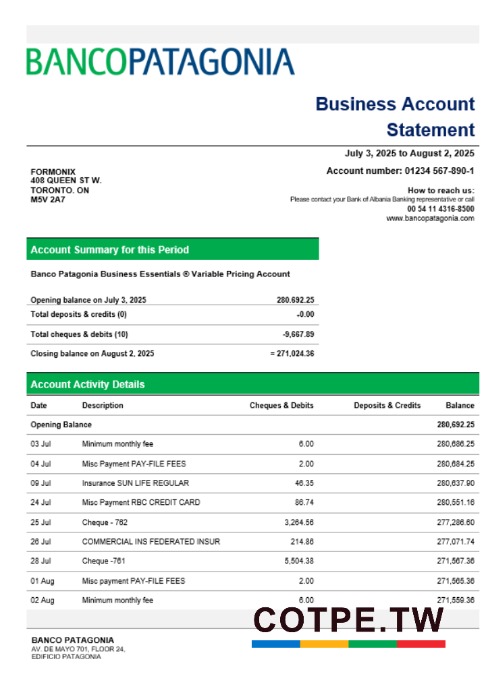 BANCOPATAGONIA
Business Account
Statement
July 3, 2025 to August 2, 2025
FORMONIX
408 QUEEN ST W.
TORONTO. ON
M5V 2A7
Account number: 01234 567-890-1
How to reach us:
Please contact your Bank of Albania Banking representative or call
00 54 11 4316-8500
www.bancopatagonia.com
Account Summary for this Period
Banco Patagonia Business Essentials ® Variable Pricing Account
Opening balance on July 3, 2025 280.692.25
Total deposits & credits (0) -0.00
Total cheques & debits (10) -9,667.89
Closing balance on August 2, 2025 = 271,024.36
Account Activity Details
Date Description Cheques & Debits Deposits & Credits Balance
Opening Balance 280,692.25
03 Jul Minimum monthly fee 6.00 280,686.25
04 Jul Misc Payment PAY-FILE FEES 2.00 280,684.25
09 Jul Insurance SUN LIFE REGULAR 46.35 280,637.90
24 Jul Misc Payment RBC CREDIT CARD 86.74 280,551.16
25 Jul Cheque - 762 3,264.56 277,286.60
26 Jul COMMERCIAL INS FEDERATED INSUR 214.86 277,071.74
28 Jul Cheque -761 5,504.38 271,567.36
01 Aug Misc payment PAY-FILE FEES 2.00 271,565.36
02 Aug Minimum monthly fee 6.00 271,559.36
COTPE.TW
BANCO PATAGONIA
AV. DE MAYO 701, FLOOR 24,
EDIFICIO PATAGONIA